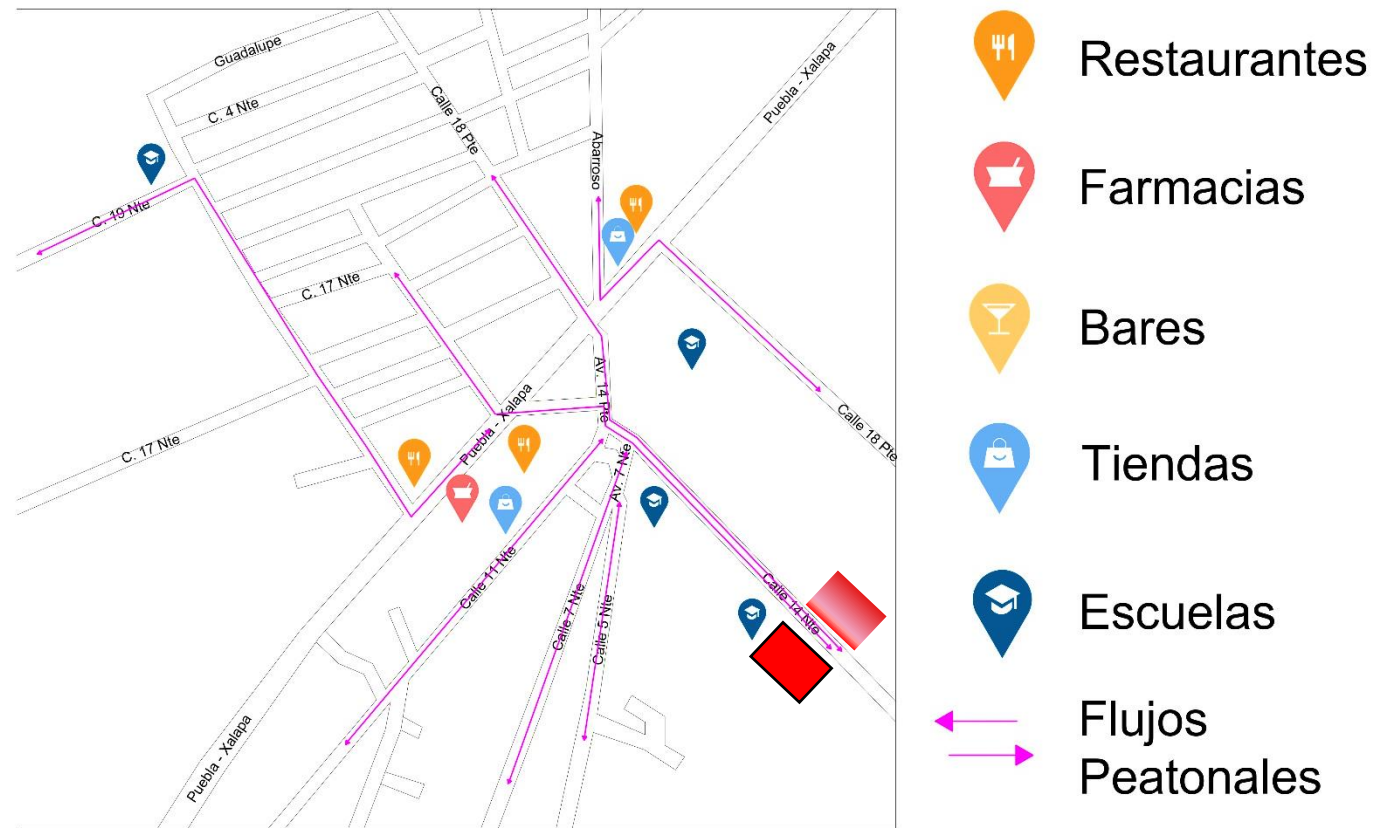 Guadalupe
C. 4 Nte
Calle 18 Pte
Puebla - Xalapa
Abarroso
C. 19 Nte
C. 17 Nte
Av. 14 Pte
Calle 18 Pte
Puebla - Xalapa
C. 17 Nte
Av. 7 Nte
Calle 11 Nte
Calle 7 Nte
Calle 5 Nte
Calle 14 Nte
Puebla - Xalapa
Restaurantes
Farmacias
Bares
Tiendas
Escuelas
Flujos
Peatonales